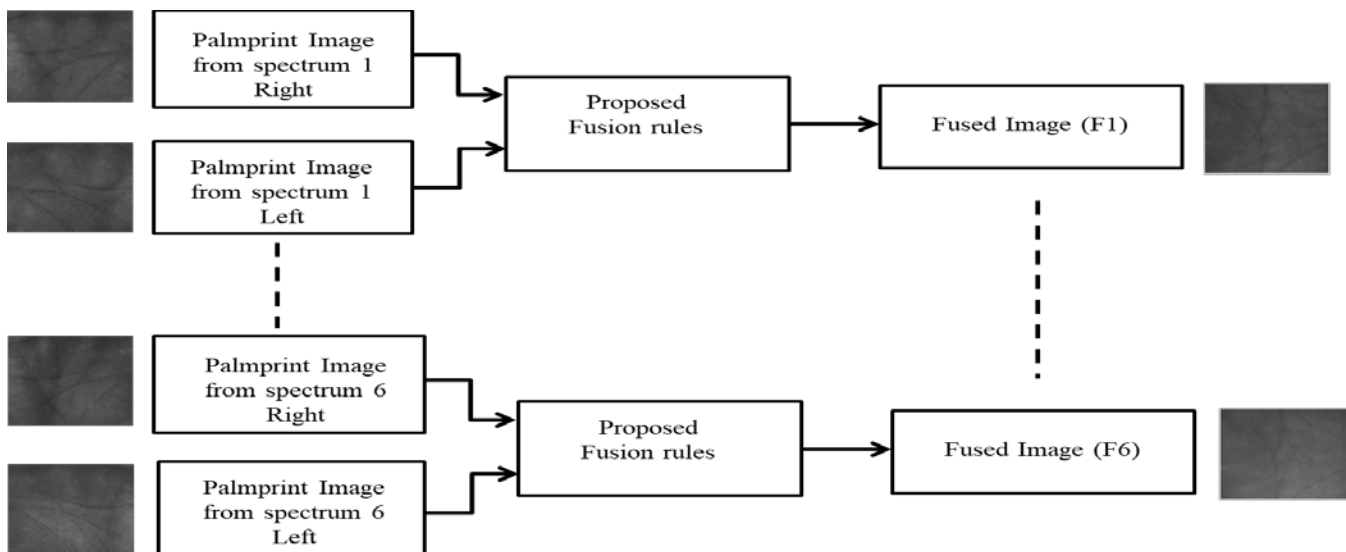 Palmprint Image
from spectrum 1
Right
Proposed
Fusion rules
Fused Image (F1)
Palmprint Image
from spectrum 1
Left
Palmprint Image
from spectrum 6
Right
Proposed
Fusion rules
Fused Image (F6)
Palmprint Image
from spectrum 6
Left